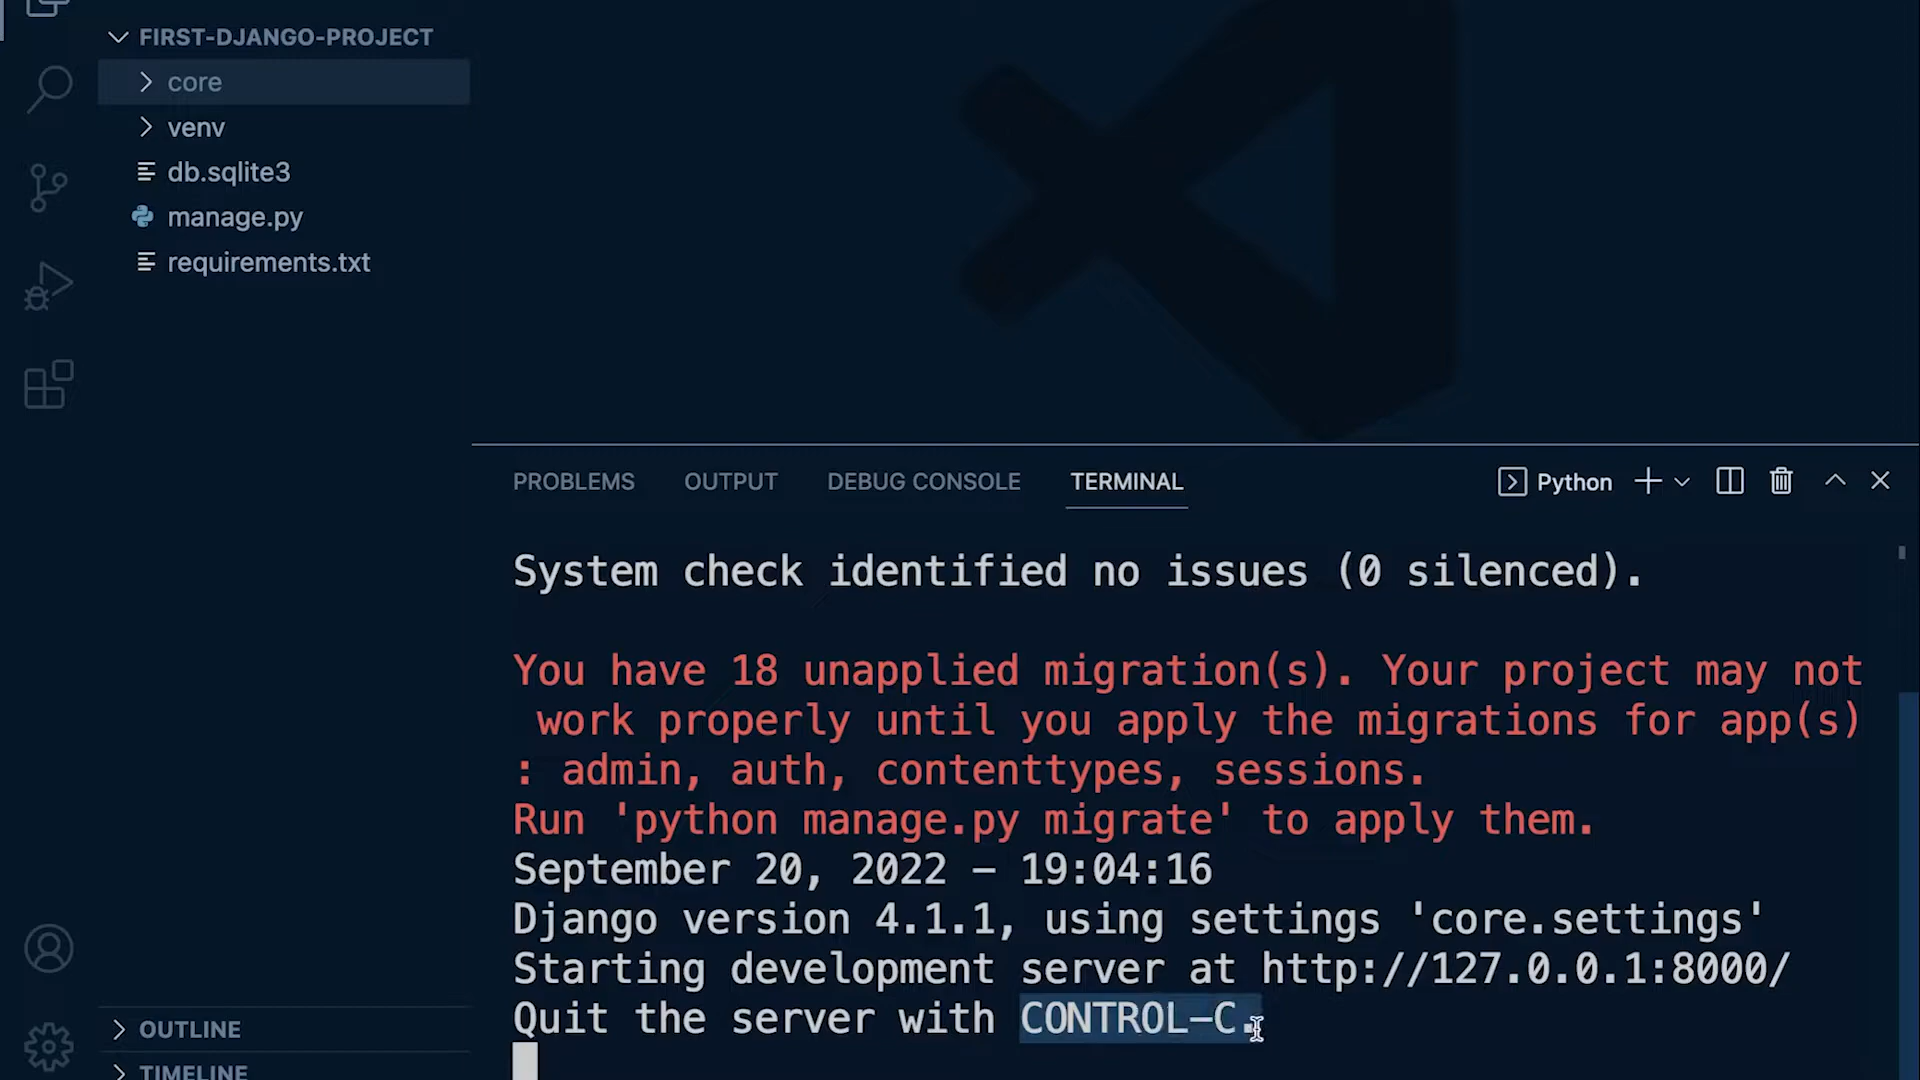 FIRST-DJANGO-PROJECT
core
venv
db.sqlite3
manage.py
requirements.txt
PROBLEMS OUTPUT DEBUG CONSOLE TERMINAL Python
System check identified no issues (0 silenced).
You have 18 unapplied migration(s). Your project may not
work properly until you apply the migrations for app(s)
: admin, auth, contenttypes, sessions.
Run 'python manage.py migrate' to apply them.
September 20, 2022 - 19:04:16
Django version 4.1.1, using settings 'core.settings'
Starting development server at http://127.0.0.1:8000/
Quit the server with CONTROL-C.
OUTLINE
TIMELINE